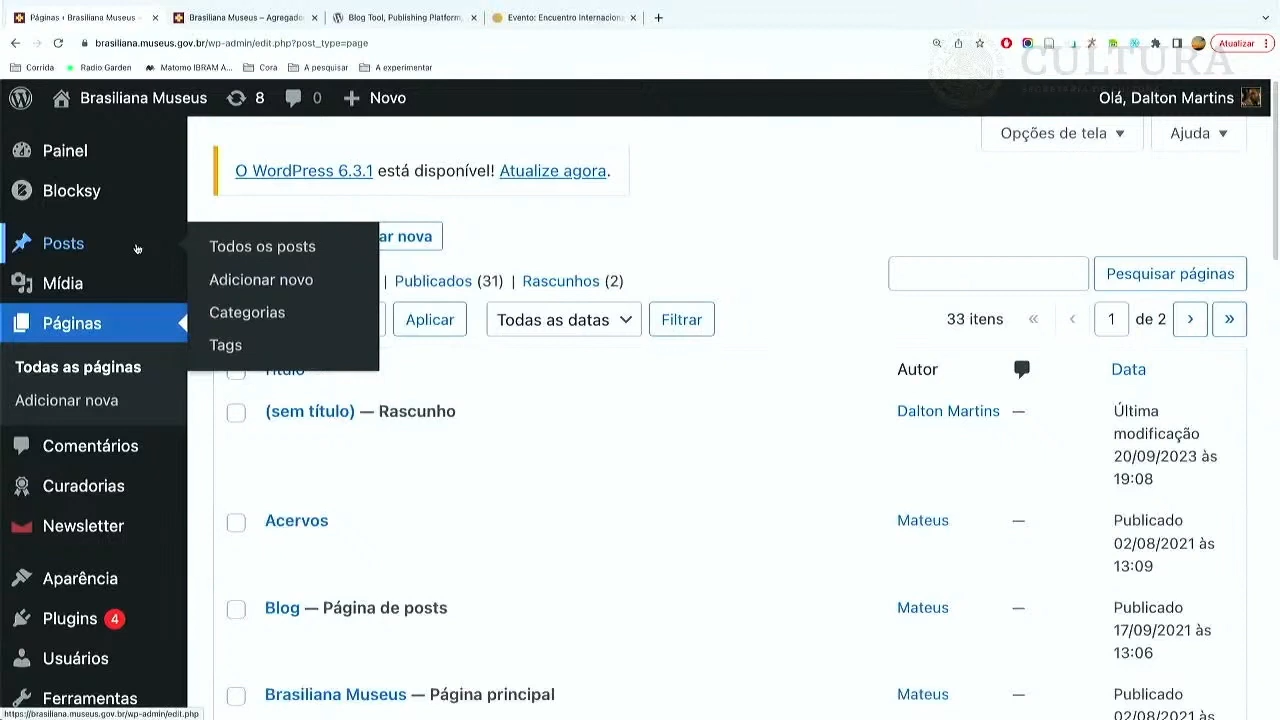 Páginas ‹ Brasiliana Museus –
Brasiliana Museus – Agregado
Blog Tool, Publishing Platform,
Evento: Encuentro Internacion
brasiliana.museus.gov.br/wp-admin/edit.php?post_type=page
Atualizar
Corrida
Radio Garden
Matomo IBRAM A...
Cora
A pesquisar
A experimentar
CULTURA
Brasiliana Museus
8
0
Novo
Olá, Dalton Martins
Opções de tela
Ajuda
Painel
Blocksy
Posts
Mídia
Páginas
Todas as páginas
Adicionar nova
Comentários
Curadorias
Newsletter
Aparência
Plugins 4
Usuários
Ferramentas
Todos os posts
Adicionar novo
Categorias
Tags
O WordPress 6.3.1 está disponível! Atualize agora.
ar nova
| Publicados (31) | Rascunhos (2)
Pesquisar páginas
Aplicar
Todas as datas
Filtrar
33 itens « ‹ 1 de 2 › »
Título
Autor
Data
(sem título) — Rascunho
Dalton Martins
—
Última
modificação
20/09/2023 às
19:08
Acervos
Mateus
—
Publicado
02/08/2021 às
13:09
Blog — Página de posts
Mateus
—
Publicado
17/09/2021 às
13:06
Brasiliana Museus — Página principal
Mateus
—
Publicado
02/08/2021 às
https://brasiliana.museus.gov.br/wp-admin/edit.php